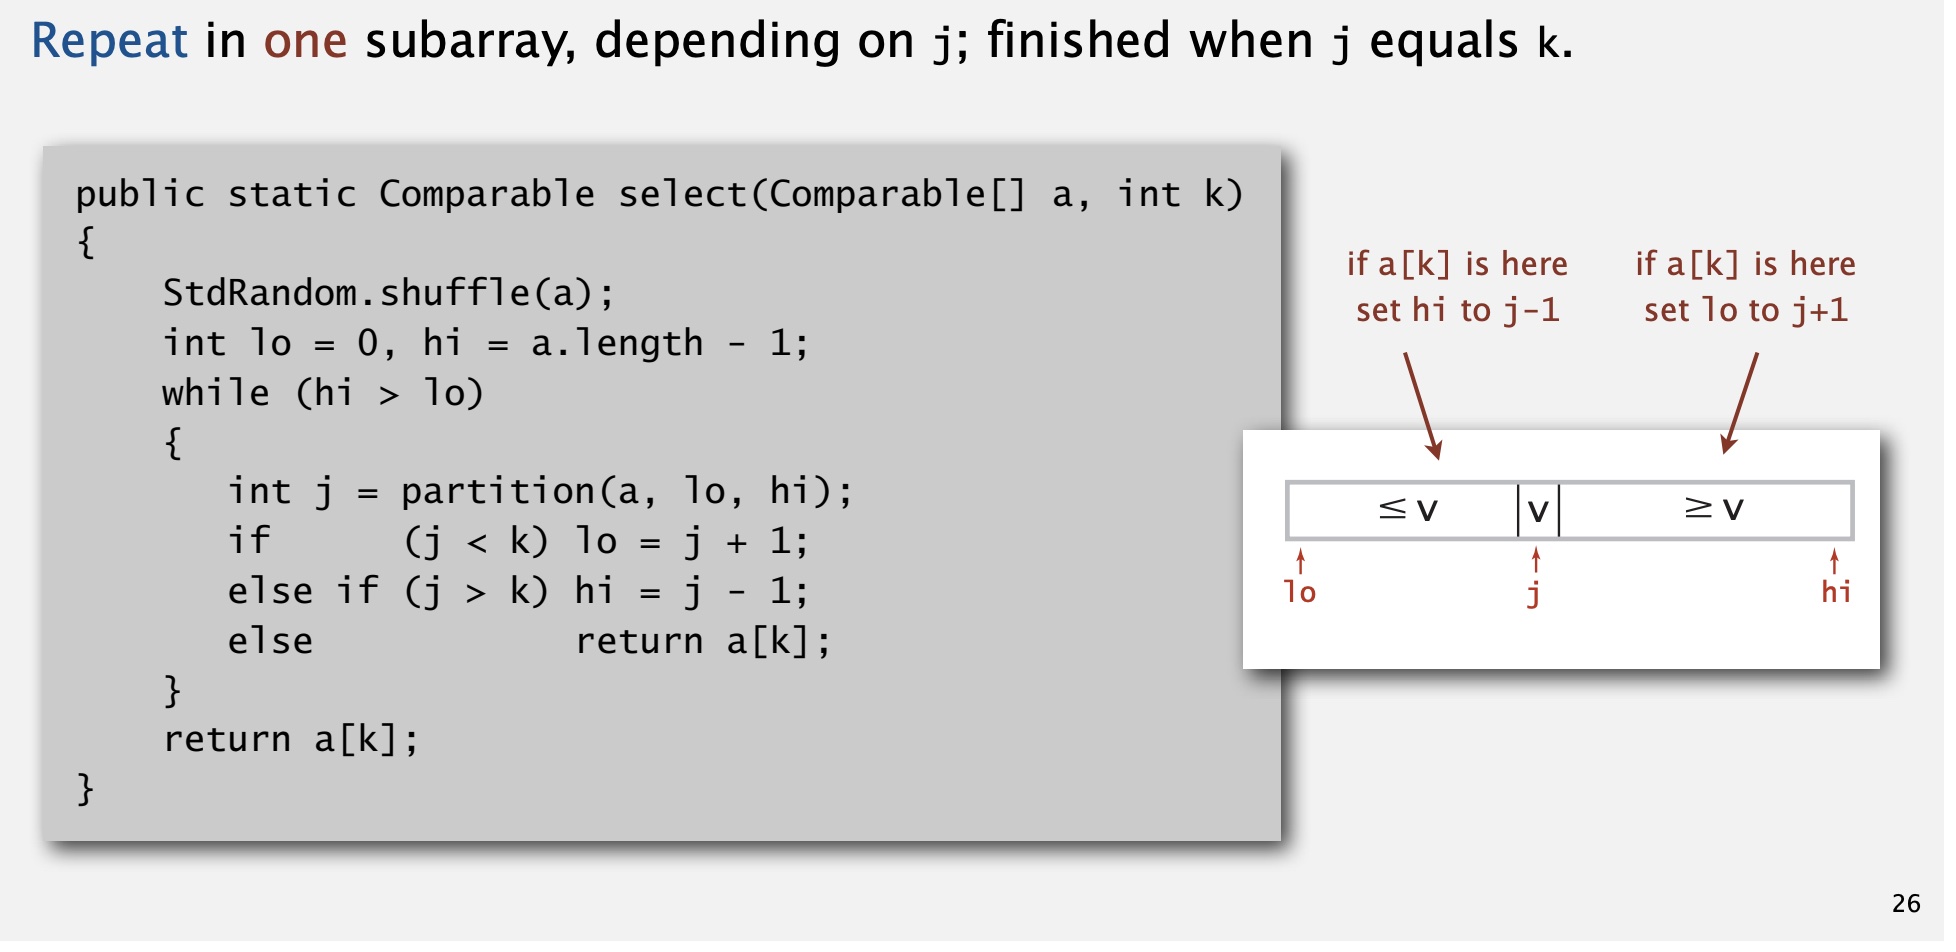 Repeat in one subarray, depending on j; finished when j equals k.
public static Comparable select(Comparable[] a, int k)
{
    StdRandom.shuffle(a);
    int lo = 0, hi = a.length - 1;
    while (hi > lo)
    {
       int j = partition(a, lo, hi);
       if      (j < k) lo = j + 1;
       else if (j > k) hi = j - 1;
       else            return a[k];
    }
    return a[k];
}
if a[k] is here
set hi to j-1
if a[k] is here
set lo to j+1
≤ v v ≥ v
lo j hi
26